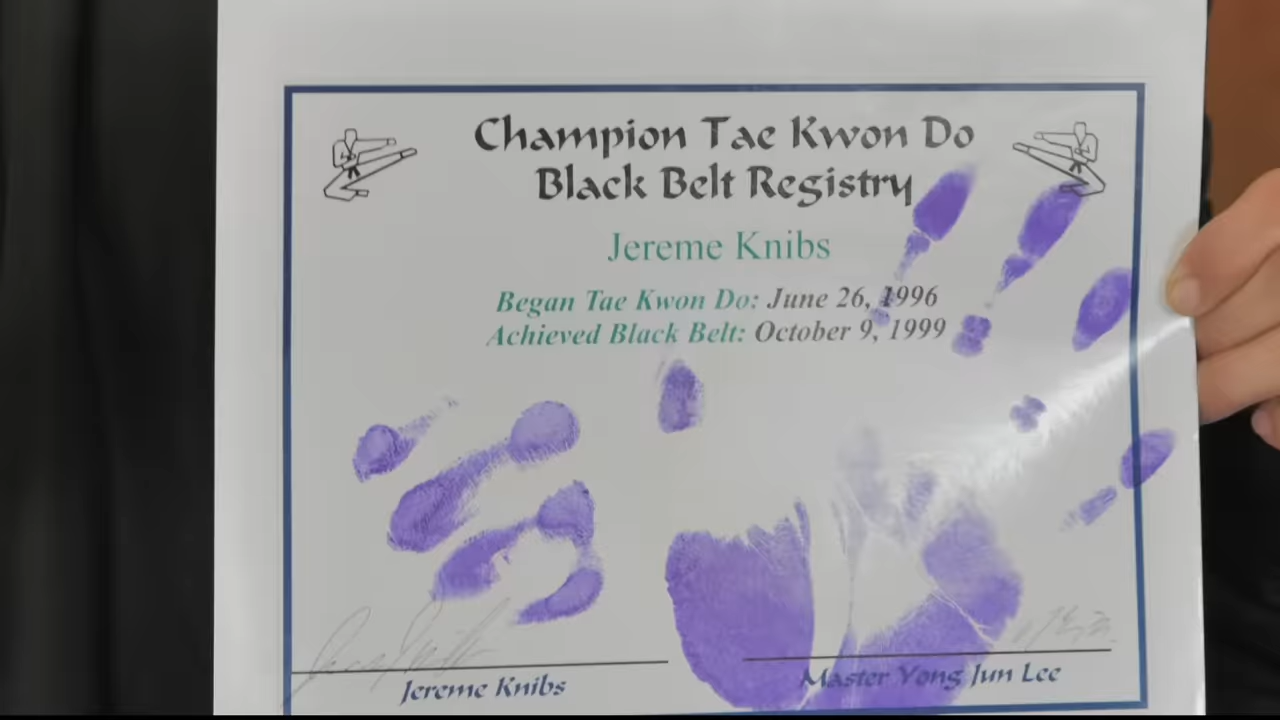 Champion Tae Kwon Do
Black Belt Registry
Jereme Knibs
Began Tae Kwon Do: June 26, 1996
Achieved Black Belt: October 9, 1999
Jereme Knibs
Master Yong Jun Lee